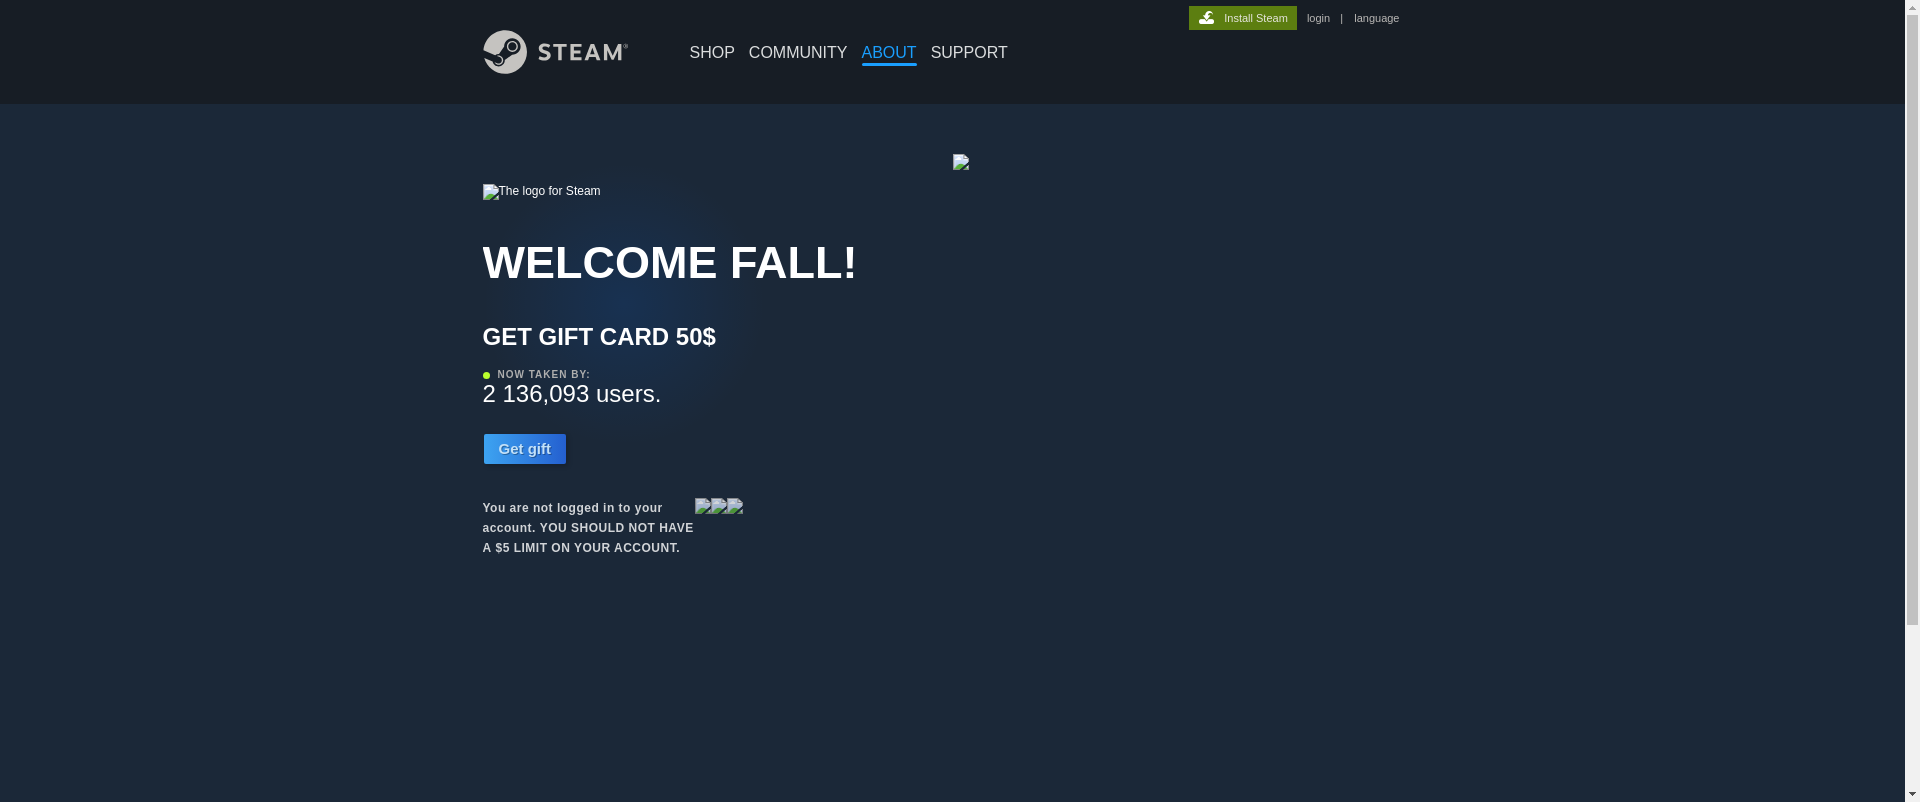 Install Steam login | language
STEAM®
SHOP COMMUNITY ABOUT SUPPORT
The logo for Steam
WELCOME FALL!
GET GIFT CARD 50$
NOW TAKEN BY:
2 136,093 users.
Get gift
You are not logged in to your
account. YOU SHOULD NOT HAVE
A $5 LIMIT ON YOUR ACCOUNT.